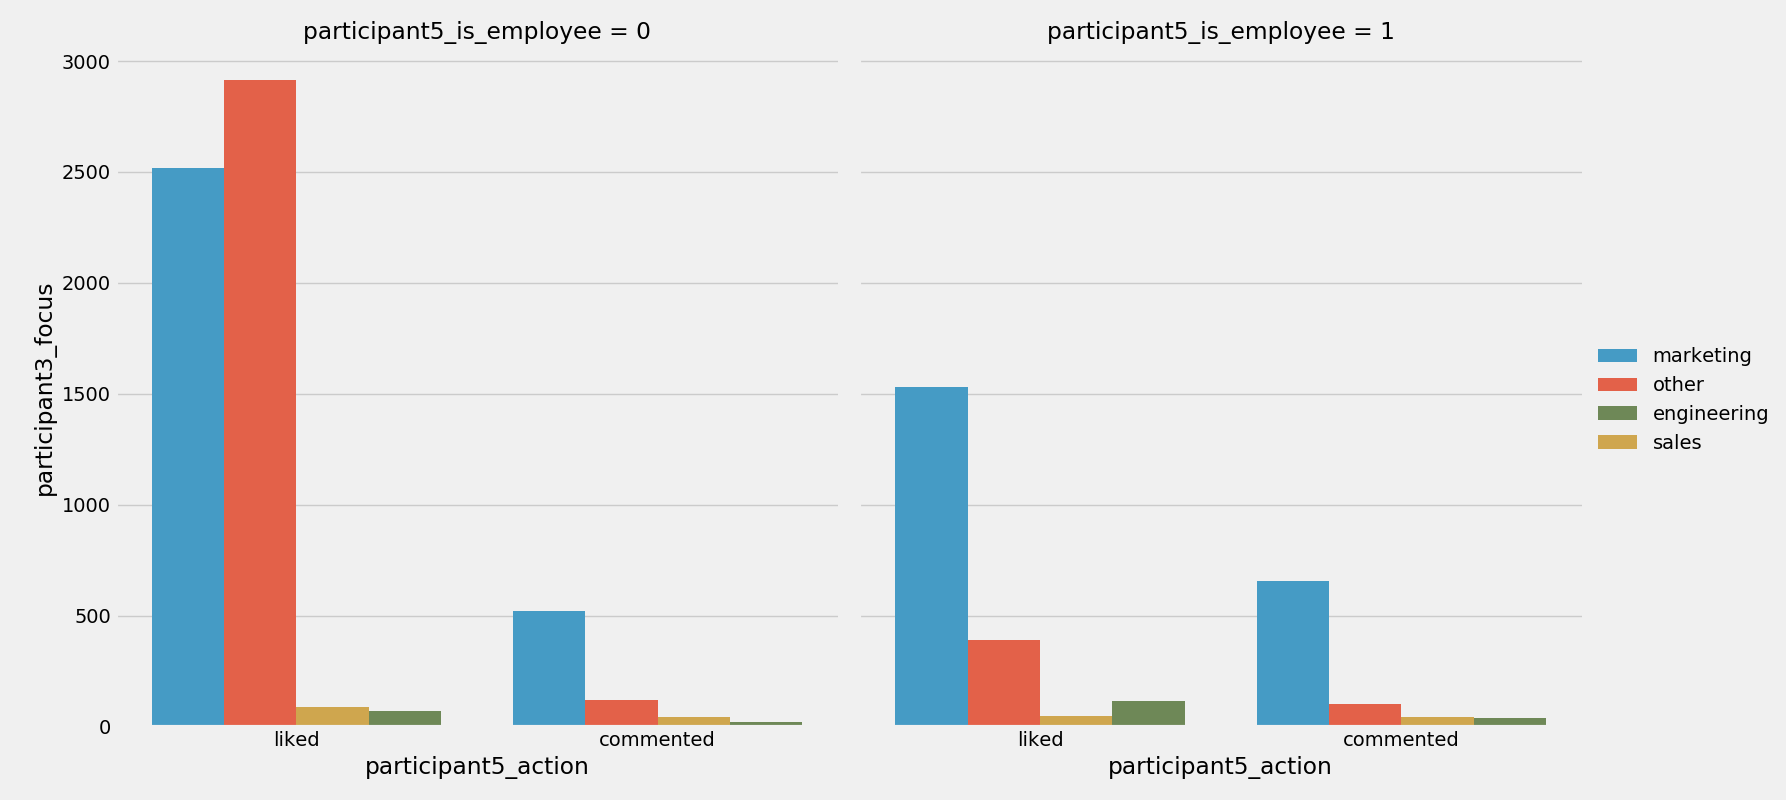 participant5_is_employee = 0
participant5_is_employee = 1
3000
2500
2000
1500
1000
500
0
participant3_focus
liked
commented
liked
commented
participant5_action
participant5_action
marketing
other
engineering
sales